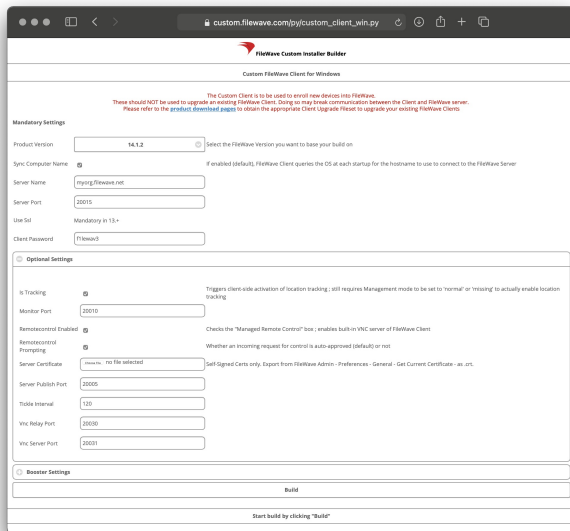 custom.filewave.com/py/custom_client_win.py
FileWave Custom Installer Builder
Custom FileWave Client for Windows
The Custom Client is to be used to enroll new devices into FileWave.
These should NOT be used to upgrade an existing FileWave Client. Doing so may break communication between the Client and FileWave server.
Please refer to the product download pages to obtain the appropriate Client Upgrade Fileset to upgrade your existing FileWave Clients
Mandatory Settings
Product Version 14.1.2 Select the FileWave Version you want to base your build on
Sync Computer Name If enabled (default), FileWave Client queries the OS at each startup for the hostname to use to connect to the FileWave Server
Server Name myorg.filewave.net
Server Port 20015
Use Ssl Mandatory in 13.+
Client Password f1lewav3
Optional Settings
Is Tracking Triggers client-side activation of location tracking ; still requires Management mode to be set to 'normal' or 'missing' to actually enable location
tracking
Monitor Port 20010
Remotecontrol Enabled Checks the "Managed Remote Control" box ; enables built-in VNC server of FileWave Client
Remotecontrol
Prompting Whether an incoming request for control is auto-approved (default) or not
Server Certificate Choose File no file selected Self-Signed Certs only. Export from FileWave Admin - Preferences - General - Get Current Certificate - as .crt.
Server Publish Port 20005
Tickle Interval 120
Vnc Relay Port 20030
Vnc Server Port 20031
Booster Settings
Build
Start build by clicking "Build"